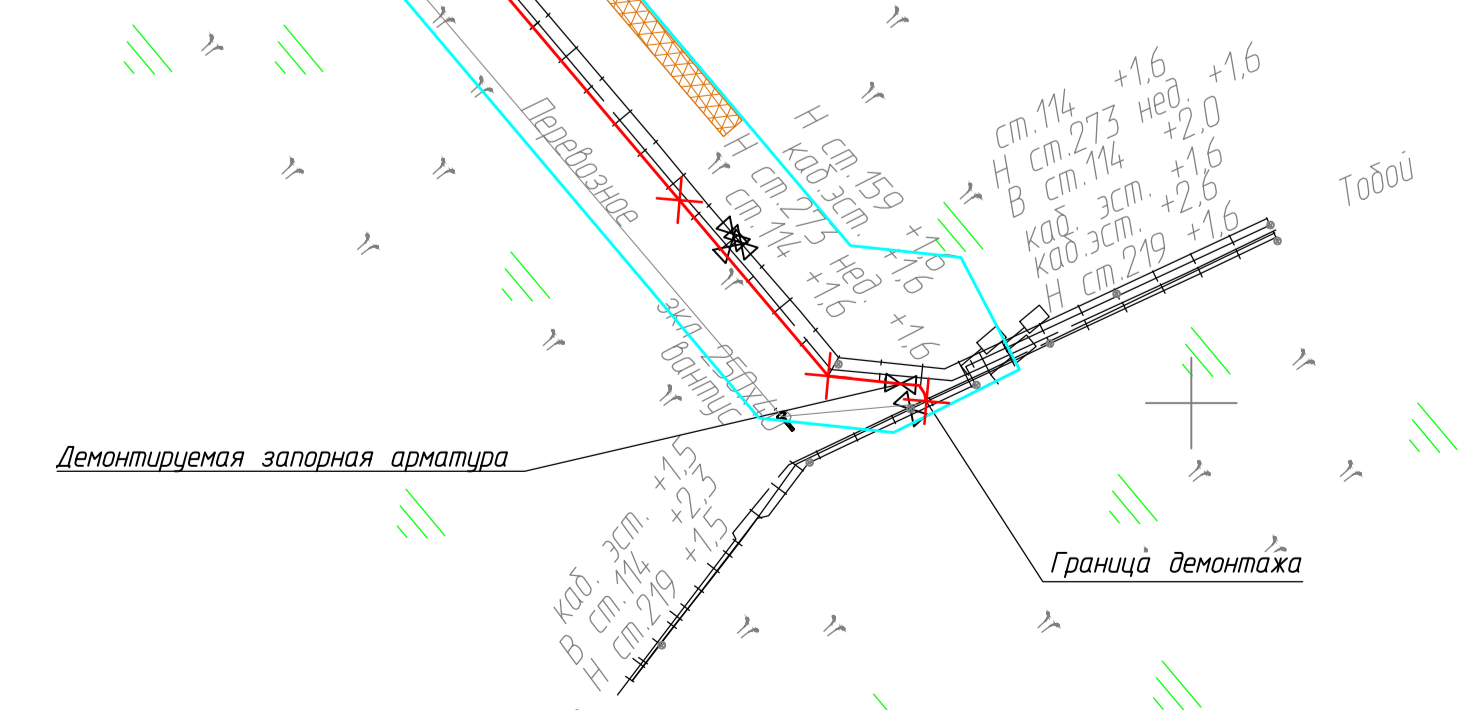 ст.114 +1,6
Н ст.273 нед. +1,6
В ст.114 +2,0
каб. эст. +1,6
каб.эст. +2,6
Н ст.219 +1,6
Тобой
Н ст.159 +1,6
каб.эст. +1,6
Н ст.273 нед. +1,6
ст.114 +1,6
Перевозное
экл 250х40
вантус
Демонтируемая запорная арматура
каб. эст. +1,5
В ст.114 +2,3
Н ст.219 +1,5
Граница демонтажа